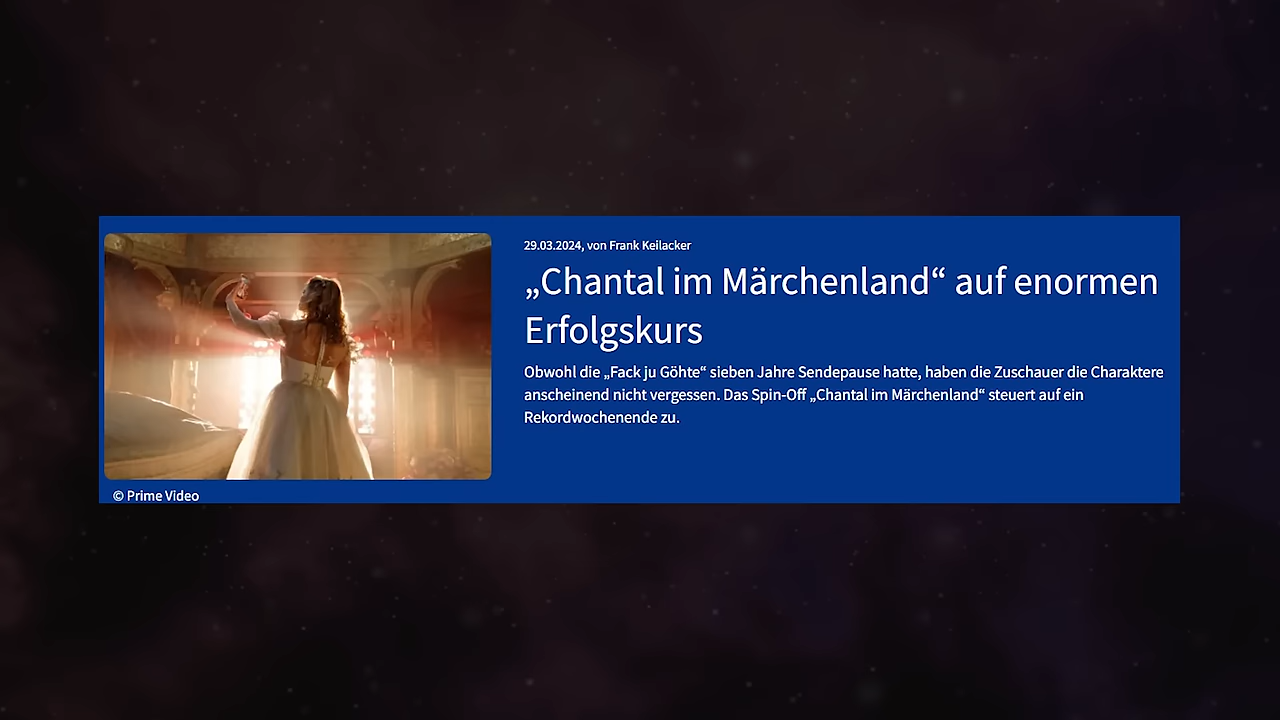 29.03.2024, von Frank Keilacker
„Chantal im Märchenland“ auf enormen
Erfolgskurs
Obwohl die „Fack ju Göhte“ sieben Jahre Sendepause hatte, haben die Zuschauer die Charaktere
anscheinend nicht vergessen. Das Spin-Off „Chantal im Märchenland“ steuert auf ein
Rekordwochenende zu.
© Prime Video